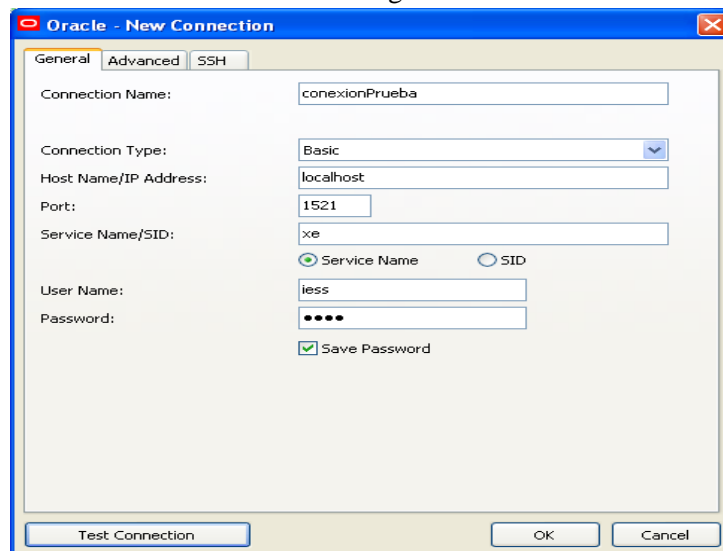 Oracle - New Connection
General Advanced SSH
Connection Name: conexionPrueba
Connection Type: Basic
Host Name/IP Address: localhost
Port: 1521
Service Name/SID: xe
Service Name SID
User Name: iess
Password: ●●●●
Save Password
Test Connection OK Cancel